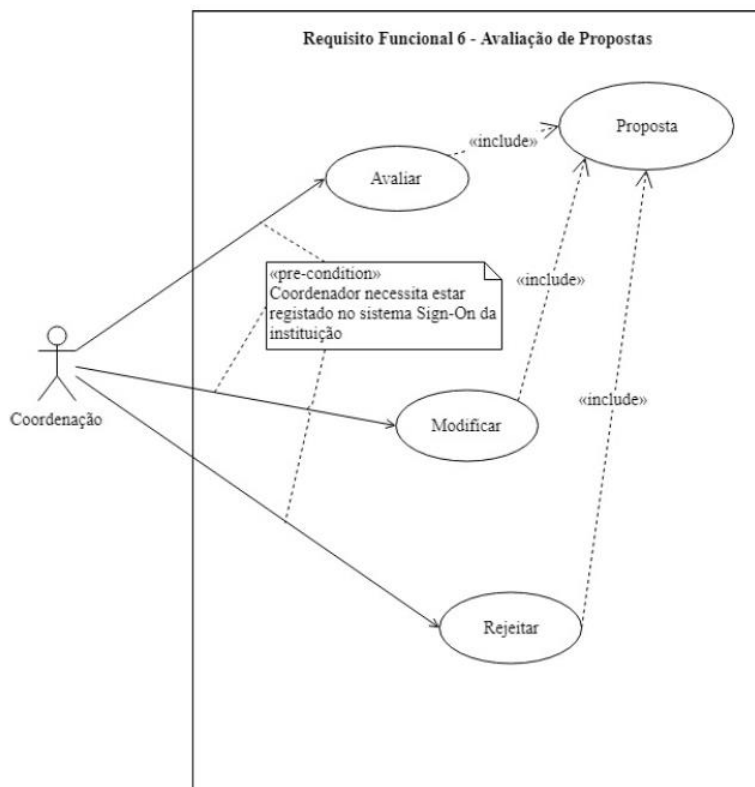 Requisito Funcional 6 - Avaliação de Propostas
Proposta
«include»
Avaliar
«pre-condition»
Coordenador necessita estar
registado no sistema Sign-On da
instituição
«include»
«include»
Coordenação
Modificar
Rejeitar